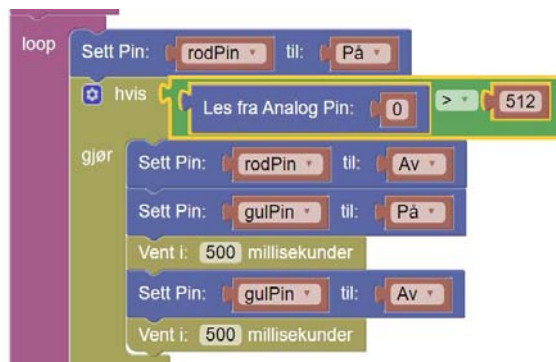 loop Sett Pin: rodPin til: På
hvis Les fra Analog Pin: 0 > 512
gjør Sett Pin: rodPin til: Av
Sett Pin: gulPin til: På
Vent i: 500 millisekunder
Sett Pin: gulPin til: Av
Vent i: 500 millisekunder